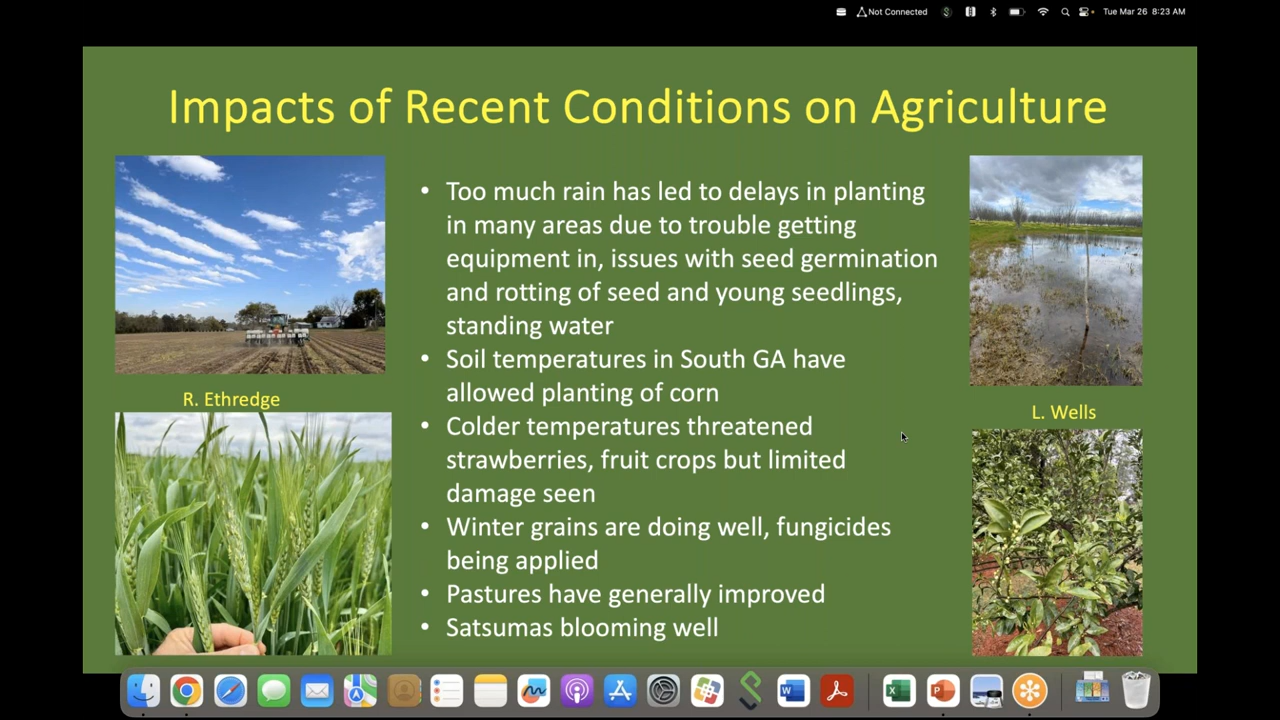 Not Connected
Tue Mar 26 8:23 AM
Impacts of Recent Conditions on Agriculture
• Too much rain has led to delays in planting
in many areas due to trouble getting
equipment in, issues with seed germination
and rotting of seed and young seedlings,
standing water
• Soil temperatures in South GA have
allowed planting of corn
• Colder temperatures threatened
strawberries, fruit crops but limited
damage seen
• Winter grains are doing well, fungicides
being applied
• Pastures have generally improved
• Satsumas blooming well
R. Ethredge
L. Wells